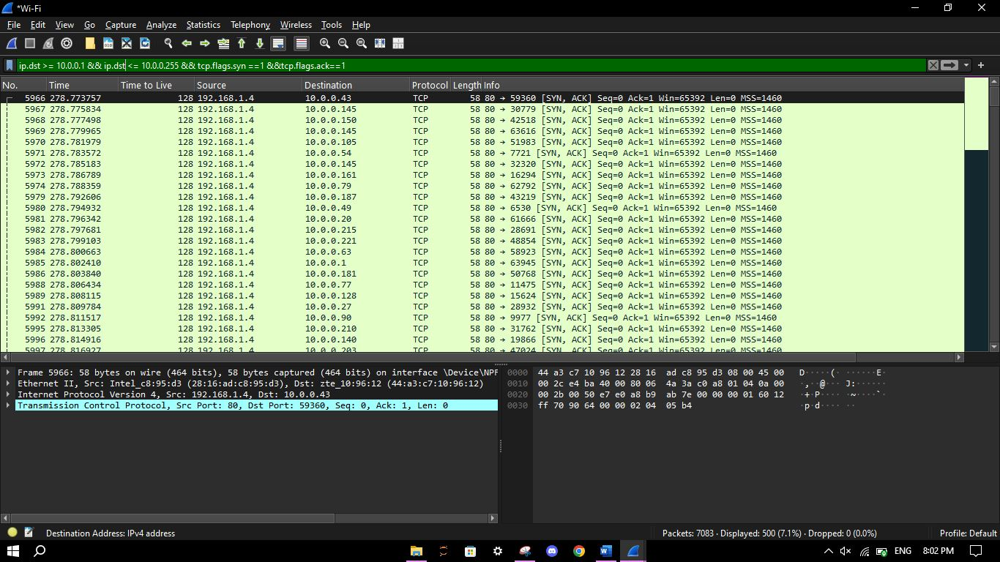 *Wi-Fi
File Edit View Go Capture Analyze Statistics Telephony Wireless Tools Help
ip.dst >= 10.0.0.1 && ip.dst <= 10.0.0.255 && tcp.flags.syn ==1 &&tcp.flags.ack==1
No. Time Time to Live Source Destination Protocol Length Info
5966 278.773757 128 192.168.1.4 10.0.0.43 TCP 58 80 → 59360 [SYN, ACK] Seq=0 Ack=1 Win=65392 Len=0 MSS=1460
5967 278.775834 128 192.168.1.4 10.0.0.145 TCP 58 80 → 30779 [SYN, ACK] Seq=0 Ack=1 Win=65392 Len=0 MSS=1460
5968 278.777498 128 192.168.1.4 10.0.0.150 TCP 58 80 → 42518 [SYN, ACK] Seq=0 Ack=1 Win=65392 Len=0 MSS=1460
5969 278.779965 128 192.168.1.4 10.0.0.145 TCP 58 80 → 63616 [SYN, ACK] Seq=0 Ack=1 Win=65392 Len=0 MSS=1460
5970 278.781979 128 192.168.1.4 10.0.0.105 TCP 58 80 → 51983 [SYN, ACK] Seq=0 Ack=1 Win=65392 Len=0 MSS=1460
5971 278.783572 128 192.168.1.4 10.0.0.54 TCP 58 80 → 7721 [SYN, ACK] Seq=0 Ack=1 Win=65392 Len=0 MSS=1460
5972 278.785183 128 192.168.1.4 10.0.0.145 TCP 58 80 → 32320 [SYN, ACK] Seq=0 Ack=1 Win=65392 Len=0 MSS=1460
5973 278.786789 128 192.168.1.4 10.0.0.161 TCP 58 80 → 16294 [SYN, ACK] Seq=0 Ack=1 Win=65392 Len=0 MSS=1460
5974 278.788359 128 192.168.1.4 10.0.0.79 TCP 58 80 → 62792 [SYN, ACK] Seq=0 Ack=1 Win=65392 Len=0 MSS=1460
5979 278.792606 128 192.168.1.4 10.0.0.187 TCP 58 80 → 43219 [SYN, ACK] Seq=0 Ack=1 Win=65392 Len=0 MSS=1460
5980 278.794932 128 192.168.1.4 10.0.0.49 TCP 58 80 → 6530 [SYN, ACK] Seq=0 Ack=1 Win=65392 Len=0 MSS=1460
5981 278.796342 128 192.168.1.4 10.0.0.20 TCP 58 80 → 61666 [SYN, ACK] Seq=0 Ack=1 Win=65392 Len=0 MSS=1460
5982 278.797681 128 192.168.1.4 10.0.0.215 TCP 58 80 → 28691 [SYN, ACK] Seq=0 Ack=1 Win=65392 Len=0 MSS=1460
5983 278.799103 128 192.168.1.4 10.0.0.221 TCP 58 80 → 48854 [SYN, ACK] Seq=0 Ack=1 Win=65392 Len=0 MSS=1460
5984 278.800663 128 192.168.1.4 10.0.0.63 TCP 58 80 → 58923 [SYN, ACK] Seq=0 Ack=1 Win=65392 Len=0 MSS=1460
5985 278.802410 128 192.168.1.4 10.0.0.1 TCP 58 80 → 63945 [SYN, ACK] Seq=0 Ack=1 Win=65392 Len=0 MSS=1460
5986 278.803840 128 192.168.1.4 10.0.0.181 TCP 58 80 → 50768 [SYN, ACK] Seq=0 Ack=1 Win=65392 Len=0 MSS=1460
5988 278.806434 128 192.168.1.4 10.0.0.77 TCP 58 80 → 11475 [SYN, ACK] Seq=0 Ack=1 Win=65392 Len=0 MSS=1460
5989 278.808115 128 192.168.1.4 10.0.0.128 TCP 58 80 → 15624 [SYN, ACK] Seq=0 Ack=1 Win=65392 Len=0 MSS=1460
5991 278.809784 128 192.168.1.4 10.0.0.27 TCP 58 80 → 28932 [SYN, ACK] Seq=0 Ack=1 Win=65392 Len=0 MSS=1460
5992 278.811517 128 192.168.1.4 10.0.0.90 TCP 58 80 → 9977 [SYN, ACK] Seq=0 Ack=1 Win=65392 Len=0 MSS=1460
5995 278.813305 128 192.168.1.4 10.0.0.210 TCP 58 80 → 31762 [SYN, ACK] Seq=0 Ack=1 Win=65392 Len=0 MSS=1460
5996 278.814916 128 192.168.1.4 10.0.0.140 TCP 58 80 → 19866 [SYN, ACK] Seq=0 Ack=1 Win=65392 Len=0 MSS=1460
5997 278.816927 128 192.168.1.4 10.0.0.203 TCP 58 80 → 47024 [SYN, ACK] Seq=0 Ack=1 Win=65392 Len=0 MSS=1460
Frame 5966: 58 bytes on wire (464 bits), 58 bytes captured (464 bits) on interface \Device\NPF
Ethernet II, Src: Intel_c8:95:d3 (28:16:ad:c8:95:d3), Dst: zte_10:96:12 (44:a3:c7:10:96:12)
Internet Protocol Version 4, Src: 192.168.1.4, Dst: 10.0.0.43
Transmission Control Protocol, Src Port: 80, Dst Port: 59360, Seq: 0, Ack: 1, Len: 0
0000 44 a3 c7 10 96 12 28 16 ad c8 95 d3 08 00 45 00 D·····(· ······E·
0010 00 2c e4 ba 40 00 80 06 4a 3a c0 a8 01 04 0a 00 ·,··@··· J:······
0020 00 2b 00 50 e7 e0 a8 b9 ab 7e 00 00 00 01 60 12 ·+·P···· ·~····`·
0030 ff 70 90 64 00 00 02 04 05 b4 ·p·d···· ··
Destination Address: IPv4 address
Packets: 7083 · Displayed: 500 (7.1%) · Dropped: 0 (0.0%)
Profile: Default
ENG 8:02 PM